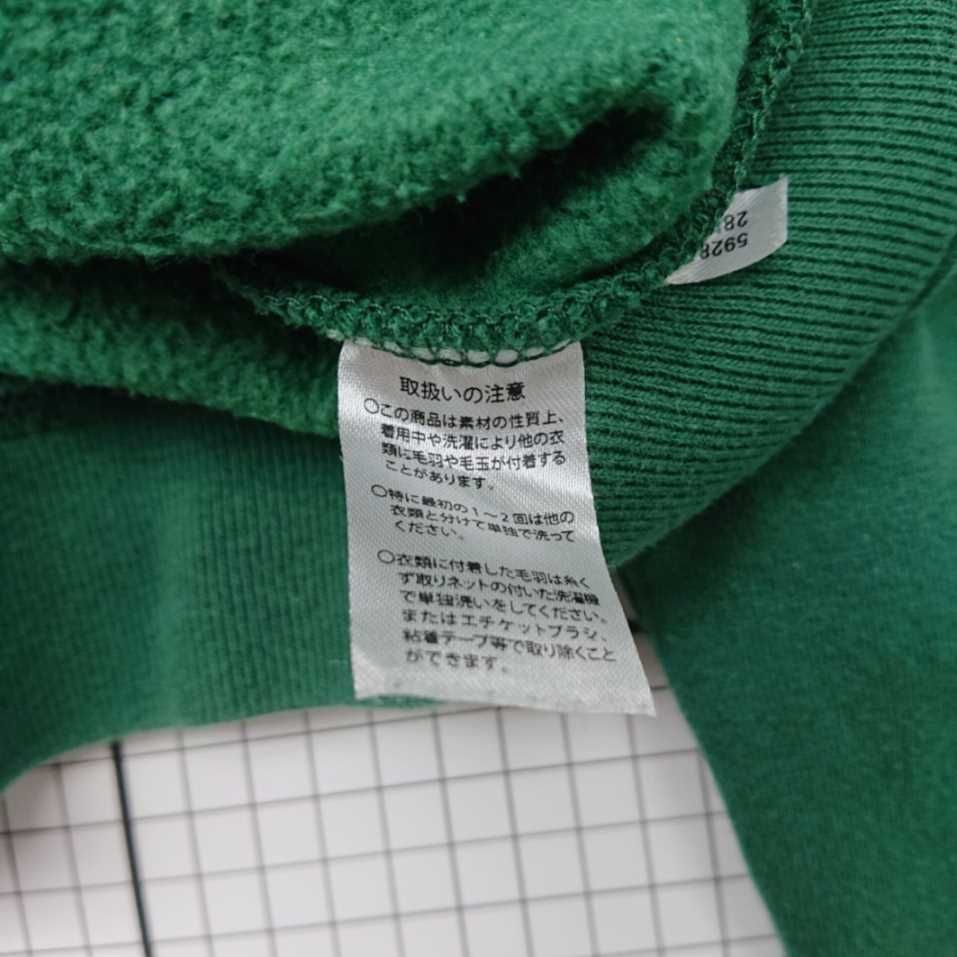 取扱いの注意
○この商品は素材の性質上、
着用中や洗濯により他の衣
類に毛羽や毛玉が付着する
ことがあります。
○特に最初の1～2回は他の
衣類と分けて単独で洗って
ください。
○衣類に付着した毛羽は糸く
ず取りネットの付いた洗濯機
で単独洗いをしてください。
またはエチケットブラシ、
粘着テープ等で取り除くこと
ができます。
5928
28